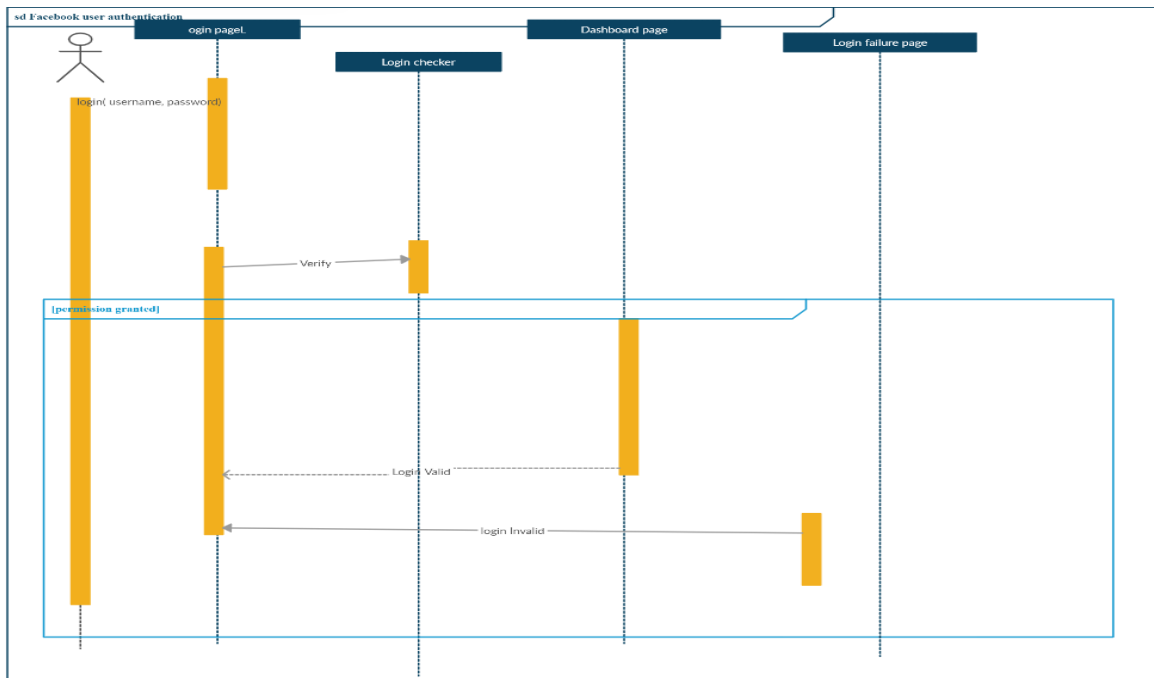 sd Facebook user authentication
ogin pageL
Dashboard page
Login failure page
Login checker
login( username, password)
Verify
[permission granted]
Login Valid
login Invalid